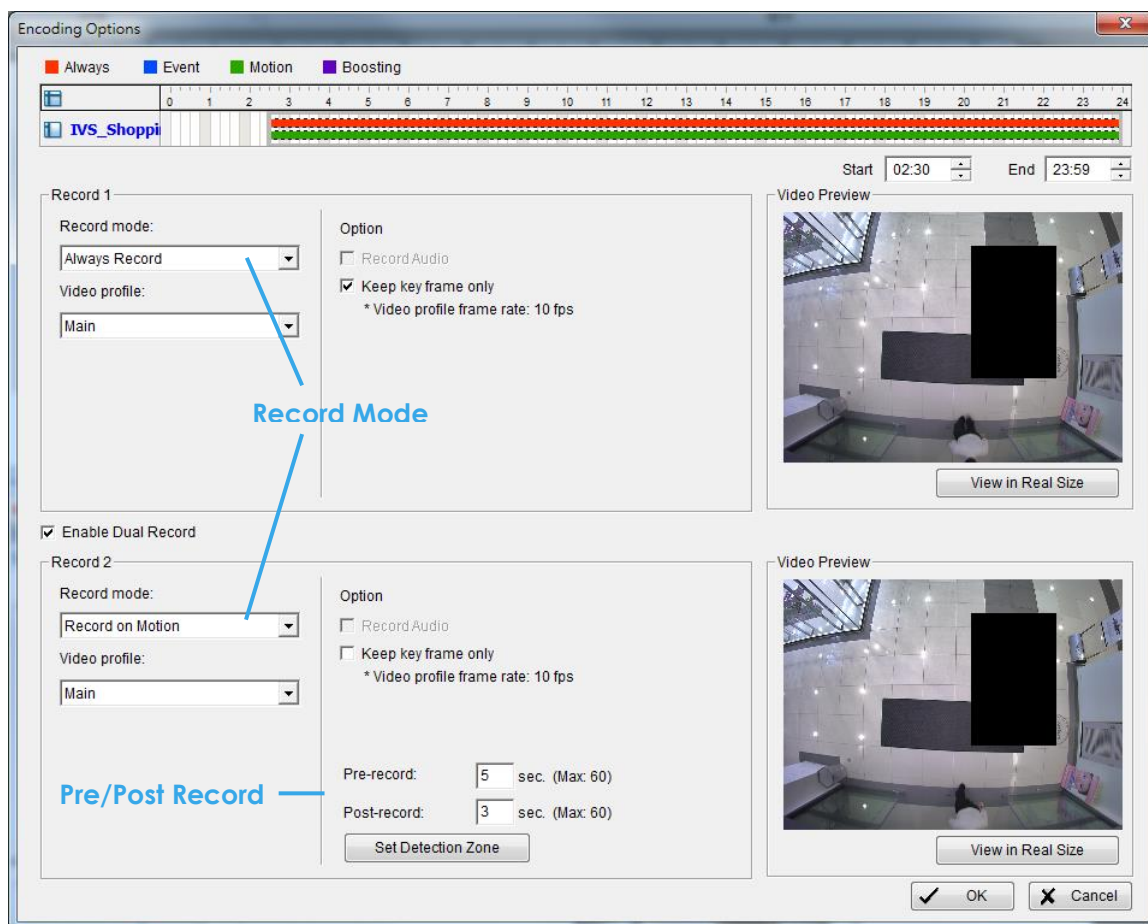 Encoding Options
Always Event Motion Boosting
0 1 2 3 4 5 6 7 8 9 10 11 12 13 14 15 16 17 18 19 20 21 22 23 24
IVS_Shoppi
Start 02:30 End 23:59
Record 1
Record mode:
Always Record
Video profile:
Main
Option
Record Audio
Keep key frame only
* Video profile frame rate: 10 fps
Video Preview
View in Real Size
Record Mode
Enable Dual Record
Record 2
Record mode:
Record on Motion
Video profile:
Main
Option
Record Audio
Keep key frame only
* Video profile frame rate: 10 fps
Pre/Post Record
Pre-record: 5 sec. (Max: 60)
Post-record: 3 sec. (Max: 60)
Set Detection Zone
Video Preview
View in Real Size
OK Cancel